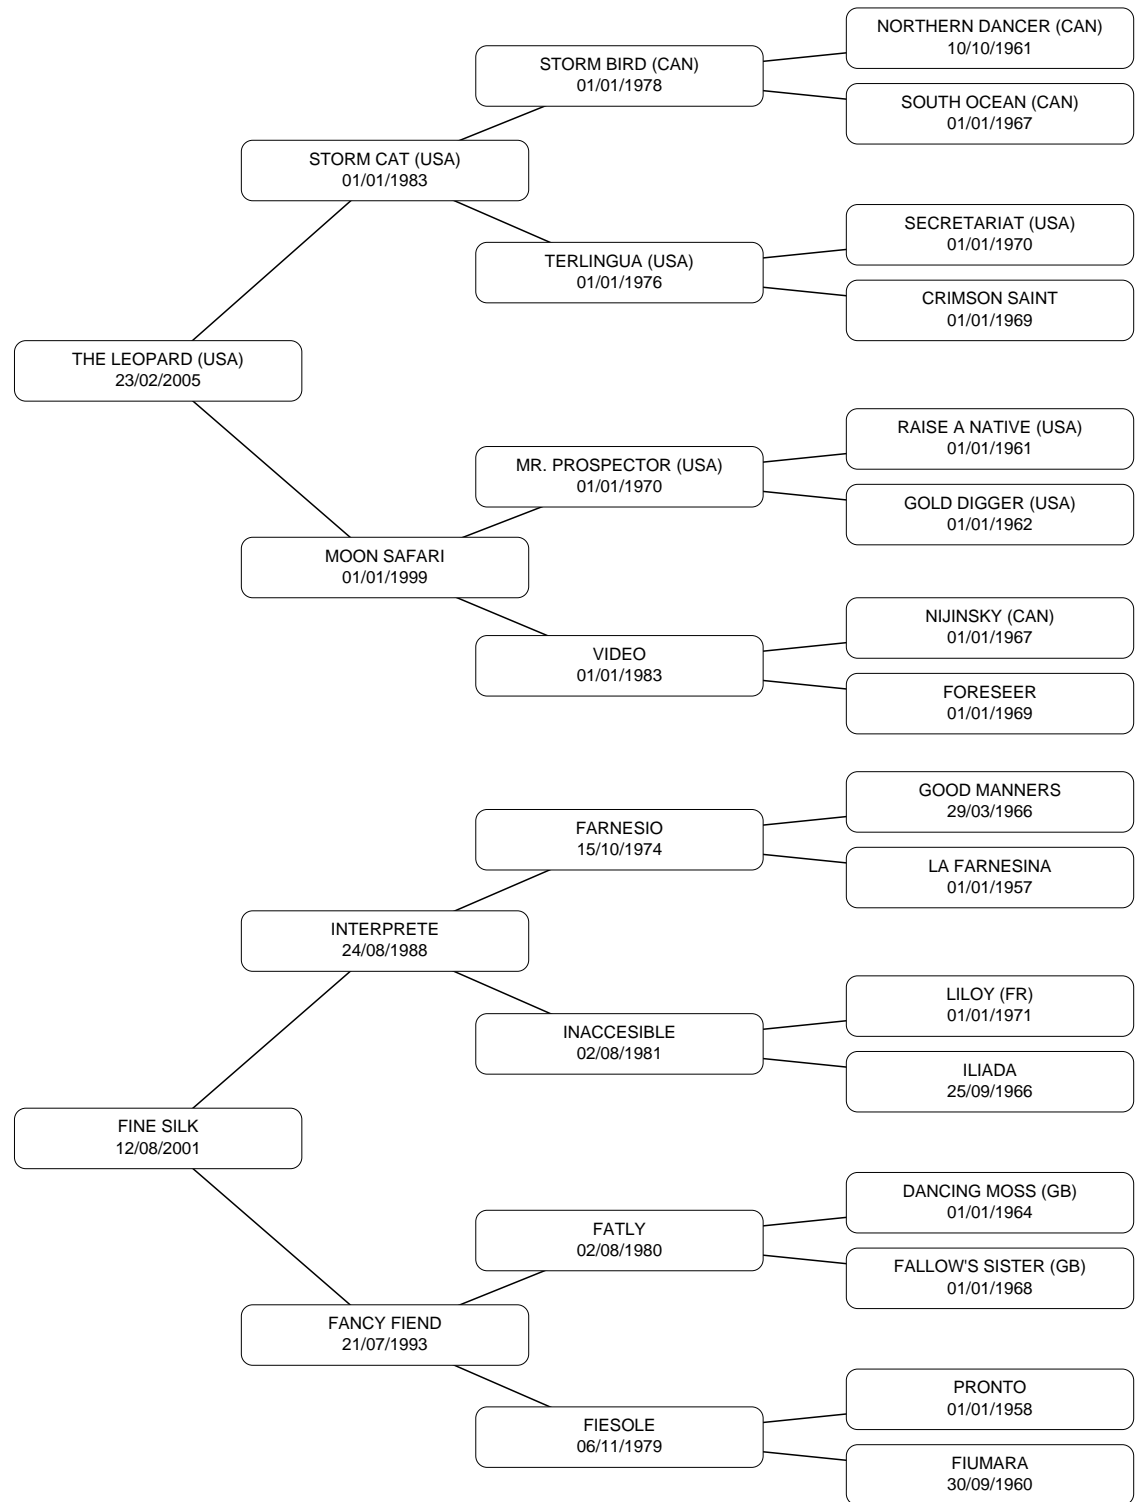 NORTHERN DANCER (CAN)
10/10/1961
STORM BIRD (CAN)
01/01/1978
SOUTH OCEAN (CAN)
01/01/1967
STORM CAT (USA)
01/01/1983
SECRETARIAT (USA)
01/01/1970
TERLINGUA (USA)
01/01/1976
CRIMSON SAINT
01/01/1969
THE LEOPARD (USA)
23/02/2005
RAISE A NATIVE (USA)
01/01/1961
MR. PROSPECTOR (USA)
01/01/1970
GOLD DIGGER (USA)
01/01/1962
MOON SAFARI
01/01/1999
NIJINSKY (CAN)
01/01/1967
VIDEO
01/01/1983
FORESEER
01/01/1969
GOOD MANNERS
29/03/1966
FARNESIO
15/10/1974
LA FARNESINA
01/01/1957
INTERPRETE
24/08/1988
LILOY (FR)
01/01/1971
INACCESIBLE
02/08/1981
ILIADA
25/09/1966
FINE SILK
12/08/2001
DANCING MOSS (GB)
01/01/1964
FATLY
02/08/1980
FALLOW'S SISTER (GB)
01/01/1968
FANCY FIEND
21/07/1993
PRONTO
01/01/1958
FIESOLE
06/11/1979
FIUMARA
30/09/1960